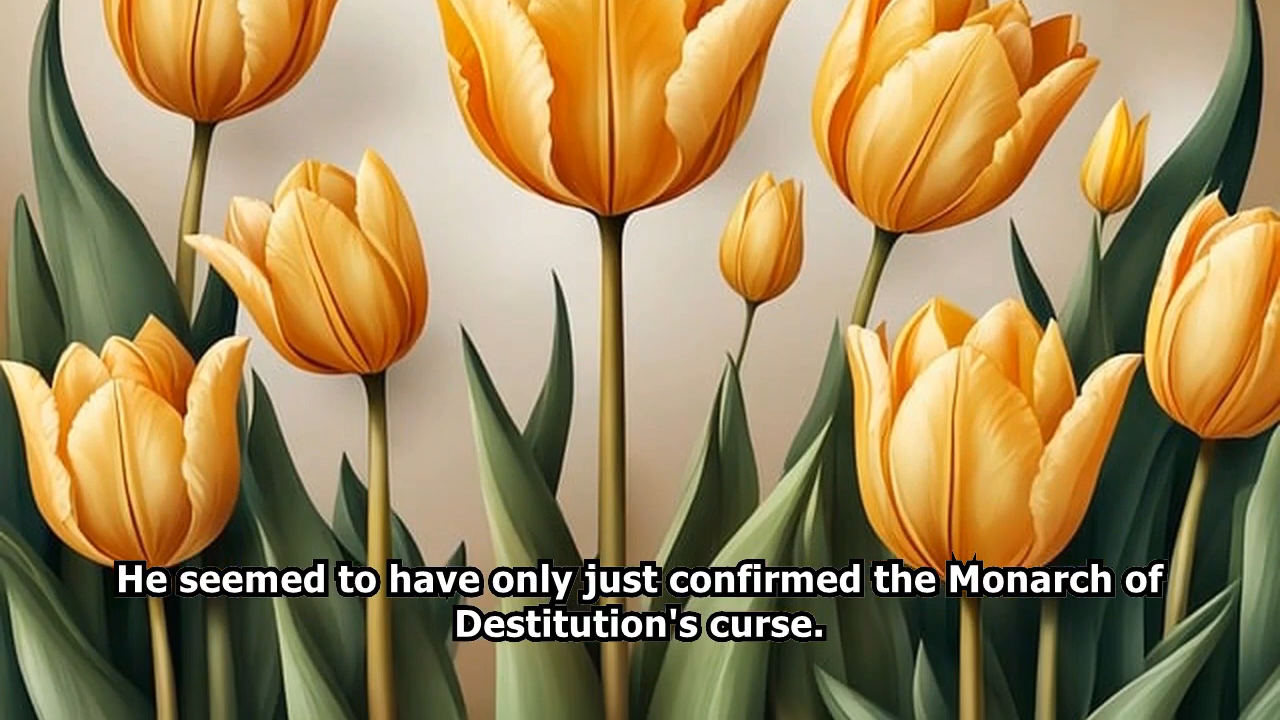 He seemed to have only just confirmed the Monarch of
Destitution's curse.